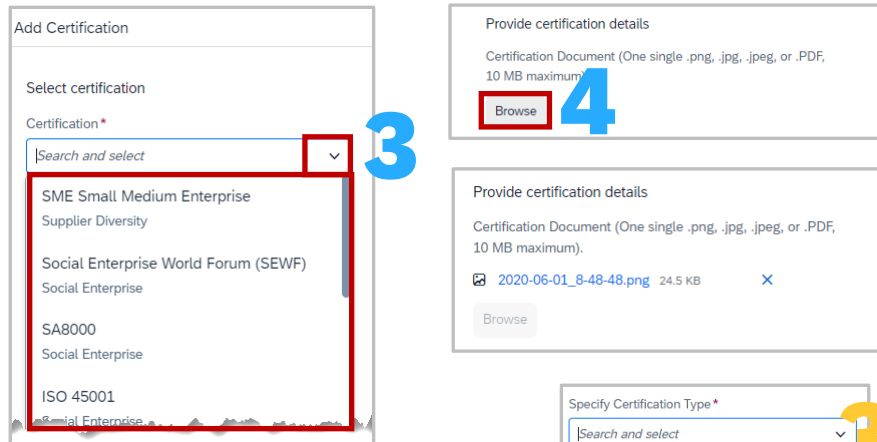 Add Certification
Select certification
Certification*
Search and select
3
SME Small Medium Enterprise
Supplier Diversity
Social Enterprise World Forum (SEWF)
Social Enterprise
SA8000
Social Enterprise
ISO 45001
Social Enterprise
Provide certification details
Certification Document (One single .png, .jpg, .jpeg, or .PDF,
10 MB maximum)
Browse
4
Provide certification details
Certification Document (One single .png, .jpg, .jpeg, or .PDF,
10 MB maximum).
2020-06-01_8-48-48.png 24.5 KB
Browse
Specify Certification Type*
Search and select